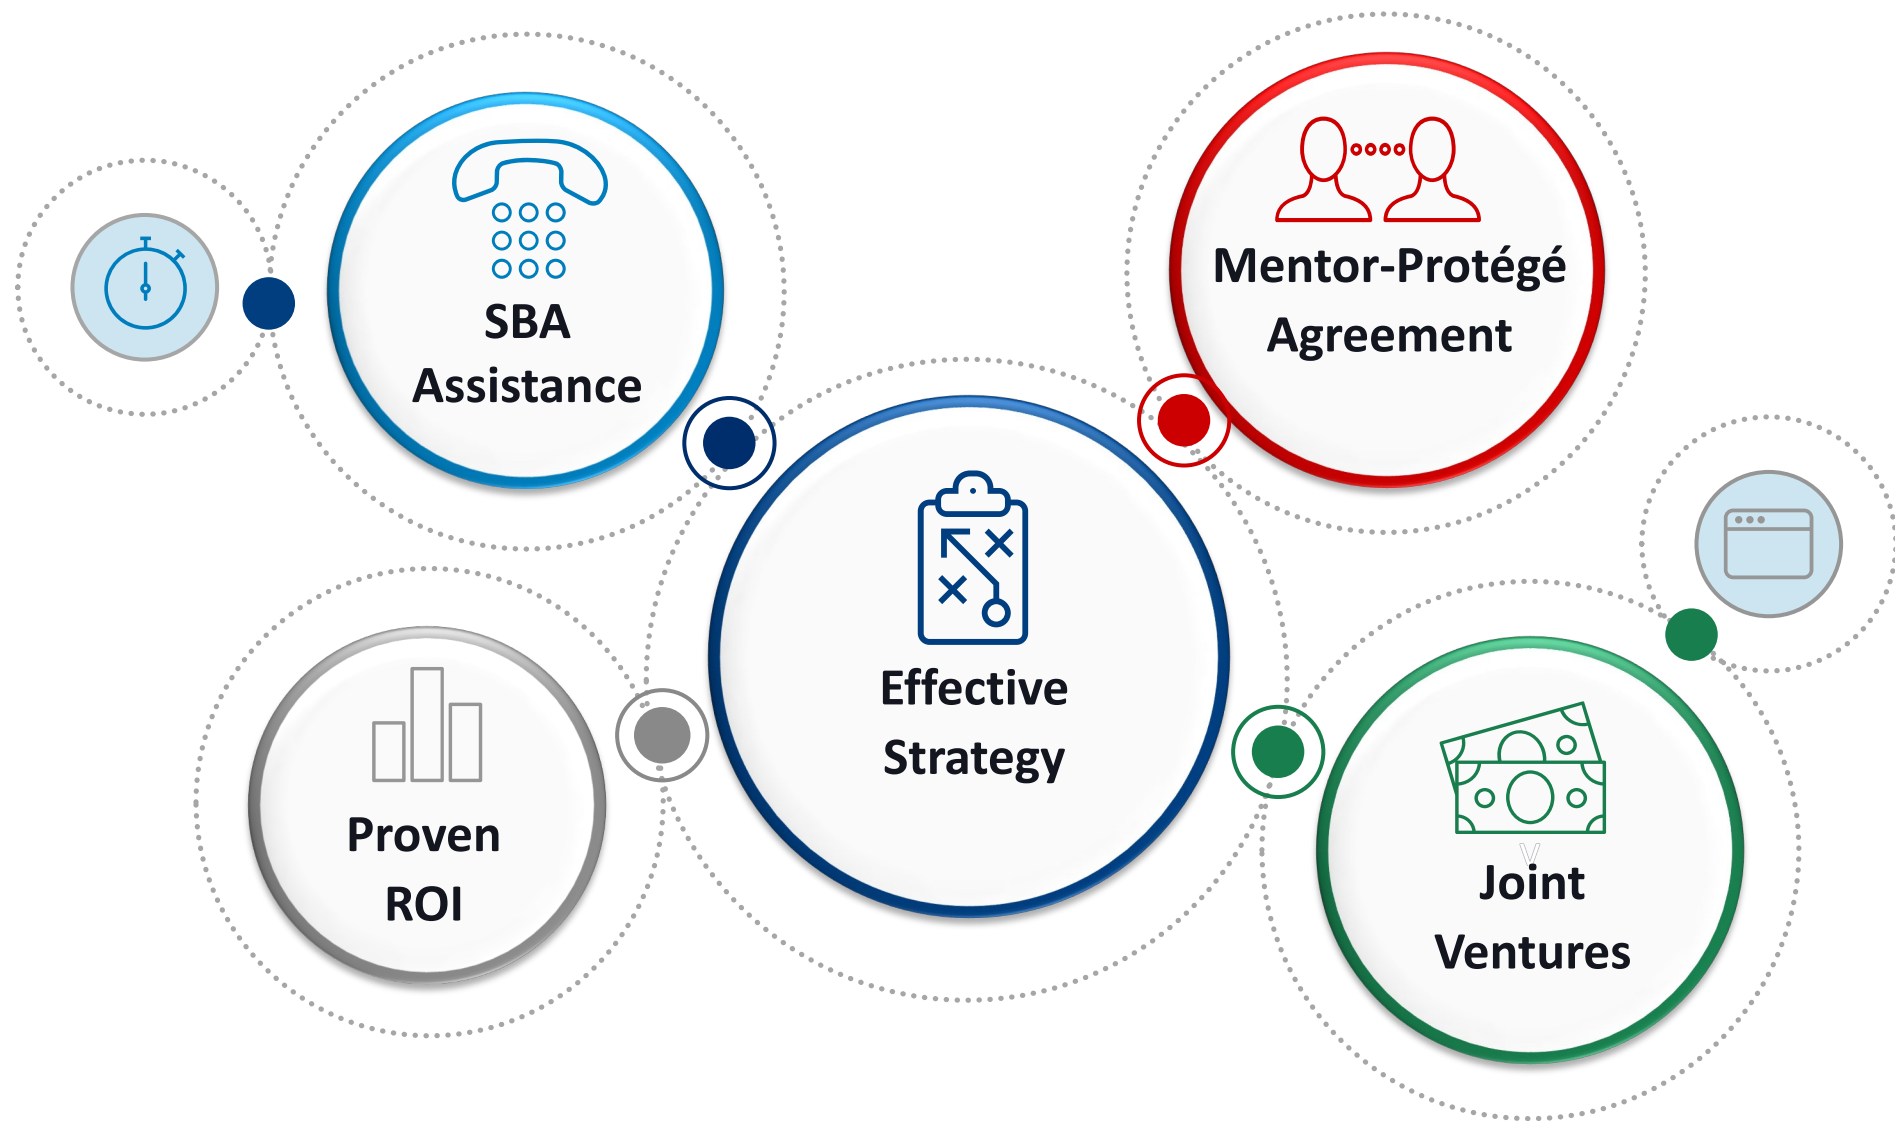 SBA
Assistance
Mentor-Protégé
Agreement
Effective
Strategy
Proven
ROI
V
Joint
Ventures